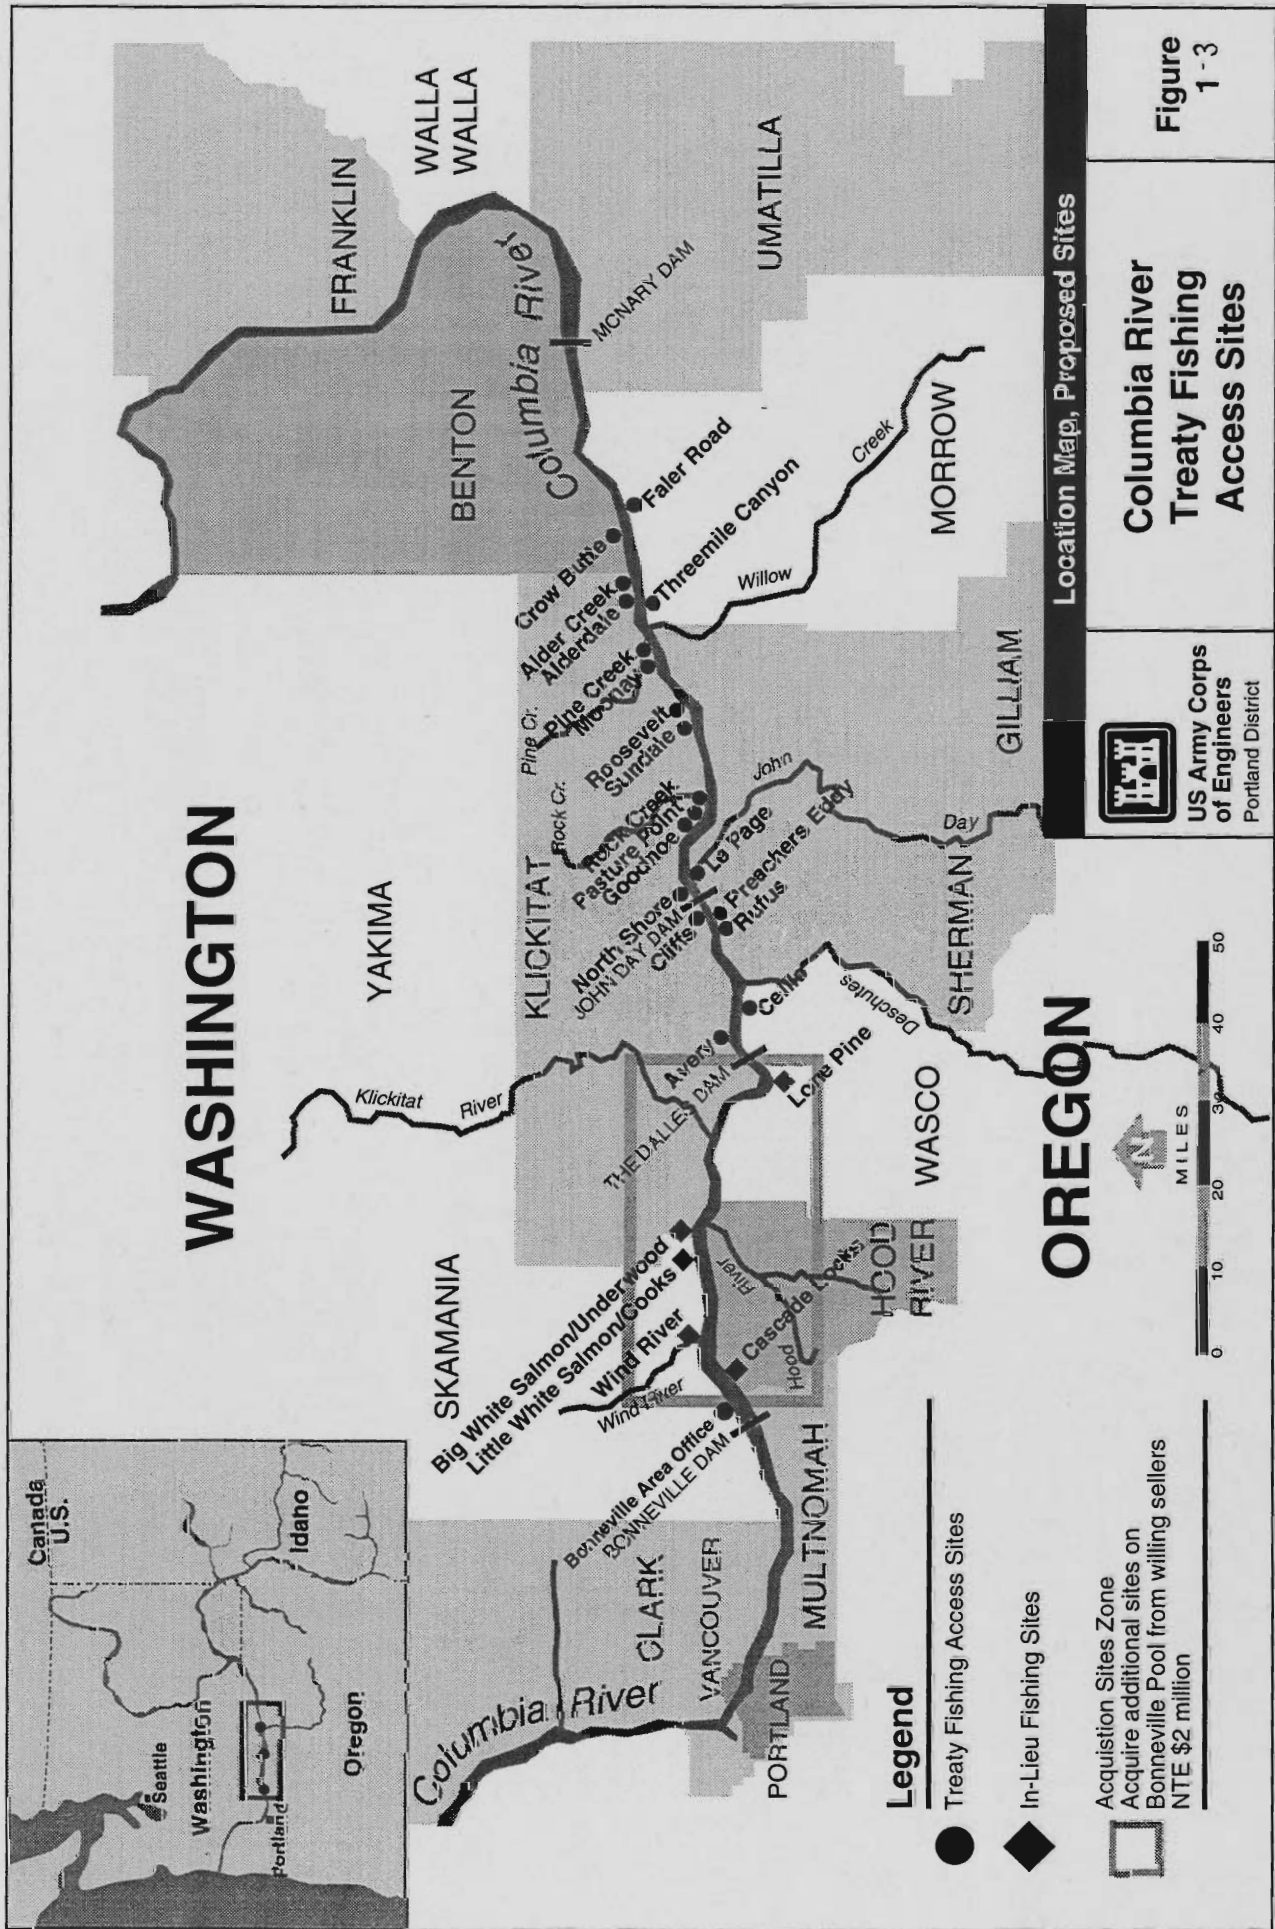 Canada
U.S.
Seattle
Washington
Portland
Oregon
Idaho
WASHINGTON
YAKIMA
SKAMANIA
KLICKITAT
BENTON
FRANKLIN
WALLA
WALLA
Columbia River
Klickitat
River
Pine Cr.
Rock Cr.
Big White Salmon/Underwood
Little White Salmon/Cooks
Wind River
Wind River
Bonneville Area Office
BONNEVILLE DAM
THE DALLES DAM
Avery
North Shore
JOHN DAY DAM
Cliffs
Rock Creek
Pasture Point
Goodnoe
Roosevelt
Sundale
Pine Creek
Moonay
Alder Creek
Alderdale
Crow Butte
Faler Road
Threemile Canyon
MCNARY DAM
UMATILLA
Willow
Creek
MORROW
GILLIAM
John
Day
Le Page
Preachers Eddy
Rufus
SHERMAN
Celilo
Deschutes
Lone Pine
WASCO
HOOD
RIVER
Cascade Locks
Hood
River
Columbia River
CLARK
VANCOUVER
MULTNOMAH
PORTLAND
OREGON
N
MILES
0 10 20 30 40 50
Legend
Treaty Fishing Access Sites
In-Lieu Fishing Sites
Acquistion Sites Zone
Acquire additional sites on
Bonneville Pool from willing sellers
NTE $2 million
Location Map, Proposed Sites
US Army Corps
of Engineers
Portland District
Columbia River
Treaty Fishing
Access Sites
Figure
1-3